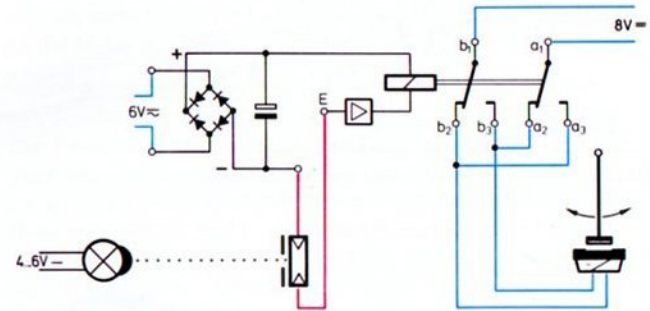 b₁
a₁
8V=
+
E
6V≂
b₂
b₃
a₂
a₃
−
4...6V −